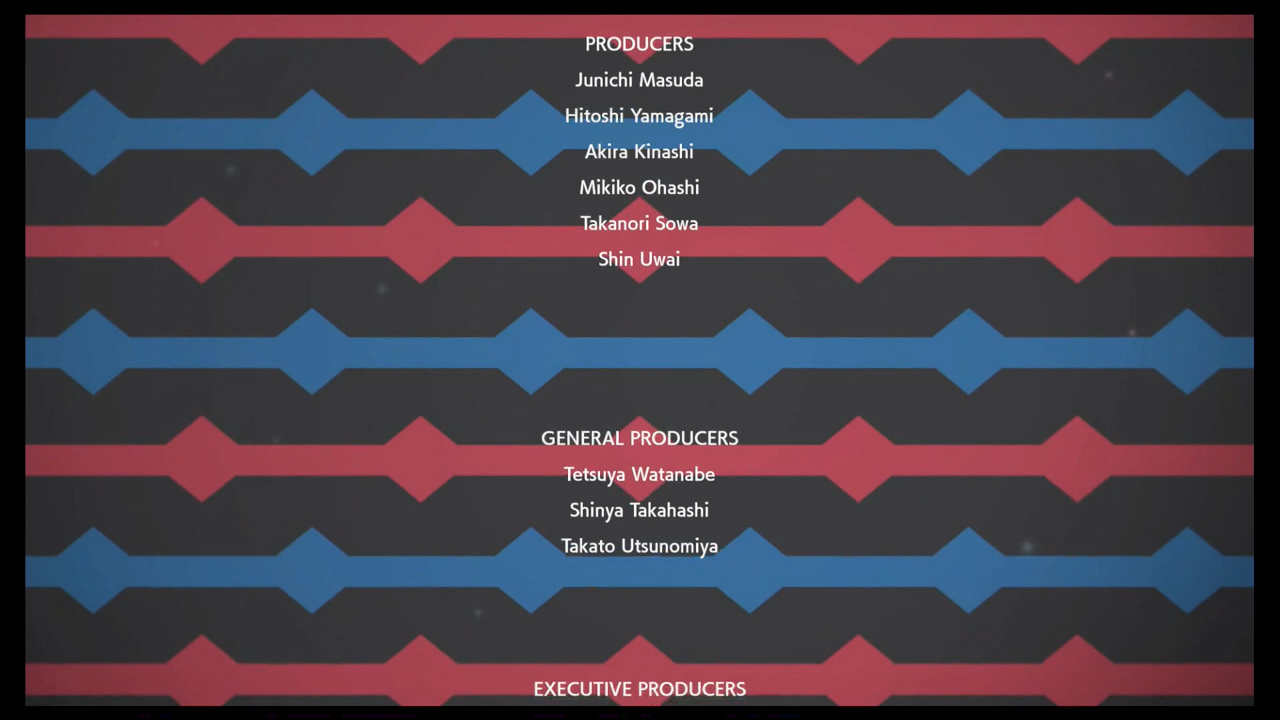 PRODUCERS
Junichi Masuda
Hitoshi Yamagami
Akira Kinashi
Mikiko Ohashi
Takanori Sowa
Shin Uwai
GENERAL PRODUCERS
Tetsuya Watanabe
Shinya Takahashi
Takato Utsunomiya
EXECUTIVE PRODUCERS